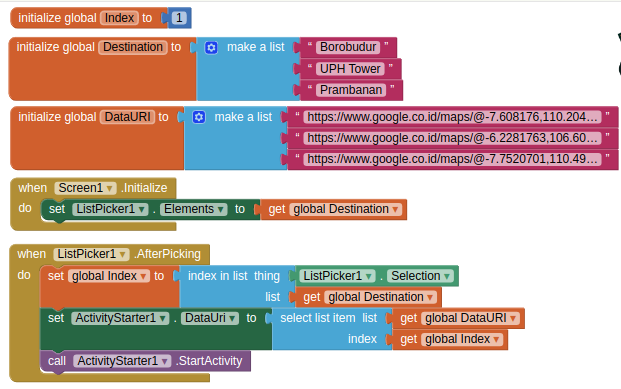 initialize global Index to 1
initialize global Destination to make a list " Borobudur "
" UPH Tower "
" Prambanan "
initialize global DataURI to make a list " https://www.google.co.id/maps/@-7.608176,110.204... "
" https://www.google.co.id/maps/@-6.2281763,106.60... "
" https://www.google.co.id/maps/@-7.7520701,110.49... "
when Screen1 .Initialize
do set ListPicker1 . Elements to get global Destination
when ListPicker1 .AfterPicking
do set global Index to index in list thing ListPicker1 . Selection
list get global Destination
set ActivityStarter1 . DataUri to select list item list get global DataURI
index get global Index
call ActivityStarter1 .StartActivity